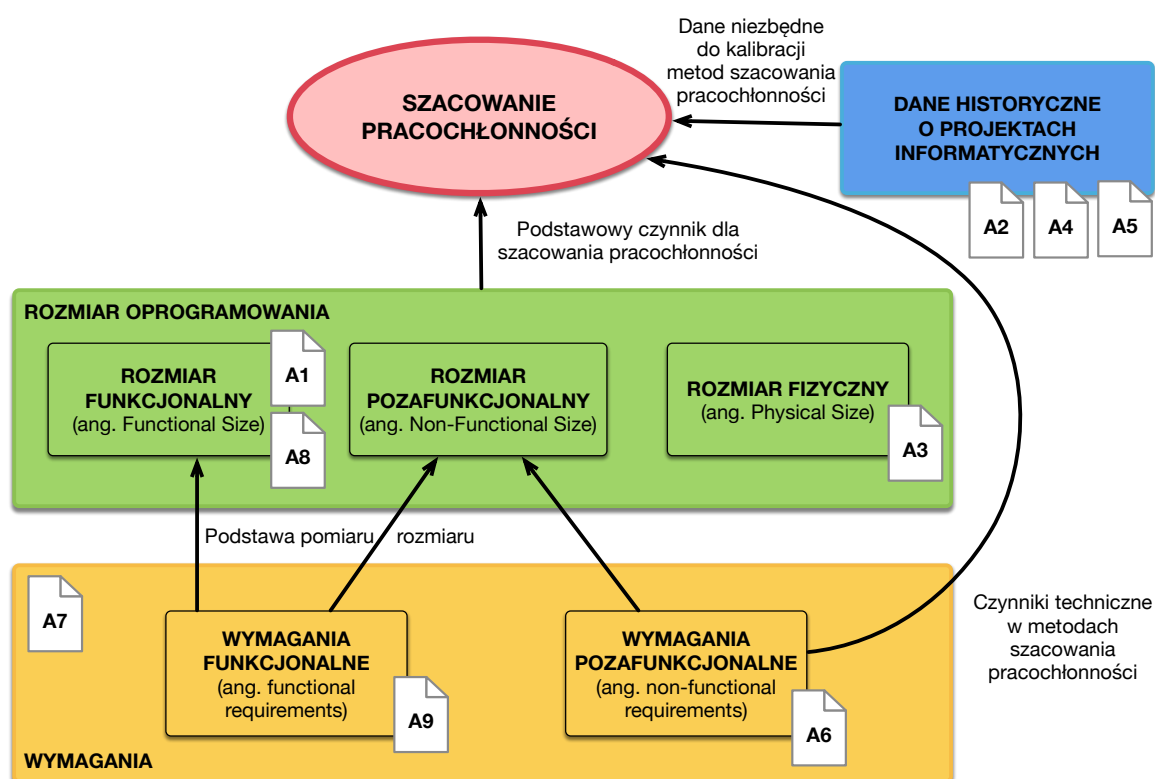 Dane niezbędne
do kalibracji
metod szacowania
pracochłonności
SZACOWANIE
PRACOCHŁONNOŚCI
DANE HISTORYCZNE
O PROJEKTACH
INFORMATYCZNYCH
A2
A4
A5
Podstawowy czynnik dla
szacowania pracochłonności
ROZMIAR OPROGRAMOWANIA
ROZMIAR
FUNKCJONALNY
(ang. Functional Size)
A1
A8
ROZMIAR
POZAFUNKCJONALNY
(ang. Non-Functional Size)
ROZMIAR FIZYCZNY
(ang. Physical Size)
A3
Podstawa pomiaru rozmiaru
A7
WYMAGANIA
FUNKCJONALNE
(ang. functional
requirements)
A9
WYMAGANIA
POZAFUNKCJONALNE
(ang. non-functional
requirements)
A6
Czynniki techniczne
w metodach
szacowania
pracochłonności
WYMAGANIA